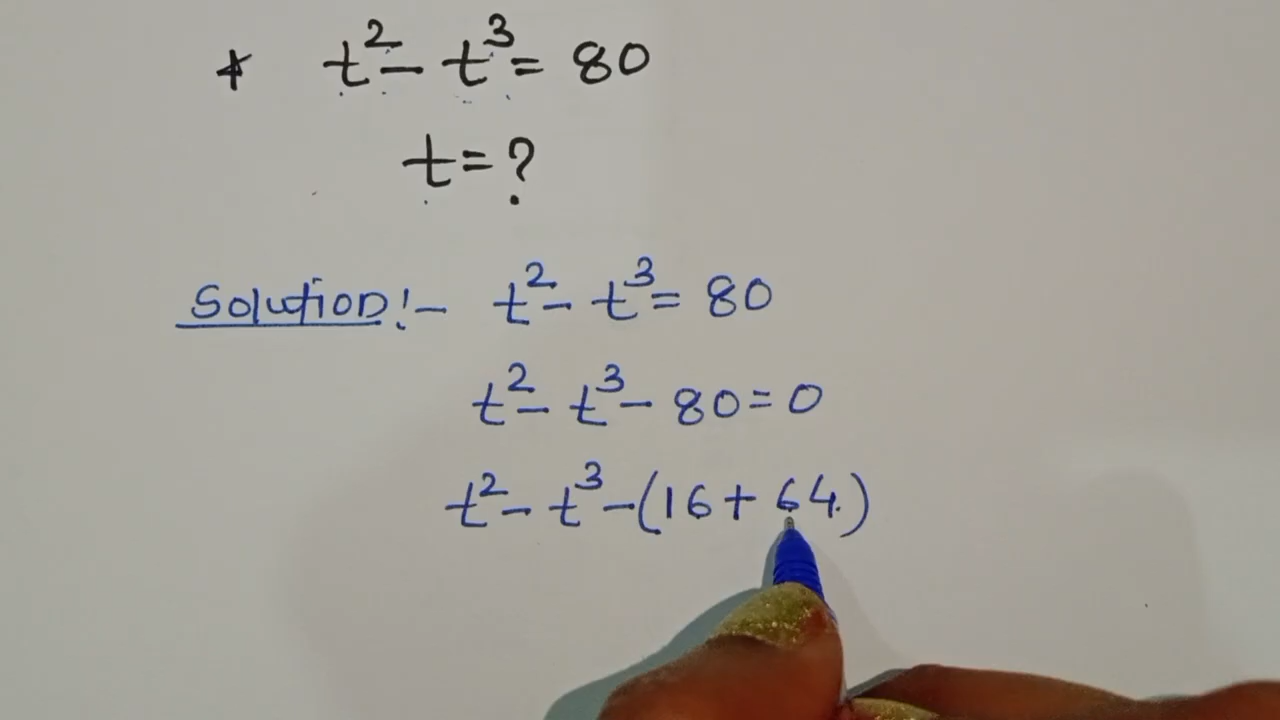 * t² - t³ = 80
t = ?
Solution:- t² - t³ = 80
t² - t³ - 80 = 0
t² - t³ - (16 + 64)